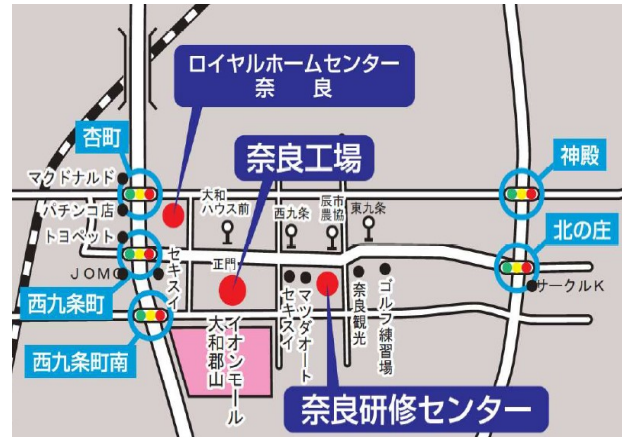 ロイヤルホームセンター
奈良
杏町
神殿
マクドナルド
奈良工場
パチンコ店
大和
ハウス前
西九条
辰市
農協
東九条
トヨペット
北の庄
JOMO
セキスイ
正門
西九条町
サークルK
セキスイ
マツダオート
奈良観光
ゴルフ練習場
西九条町南
イオンモール
大和郡山
奈良研修センター